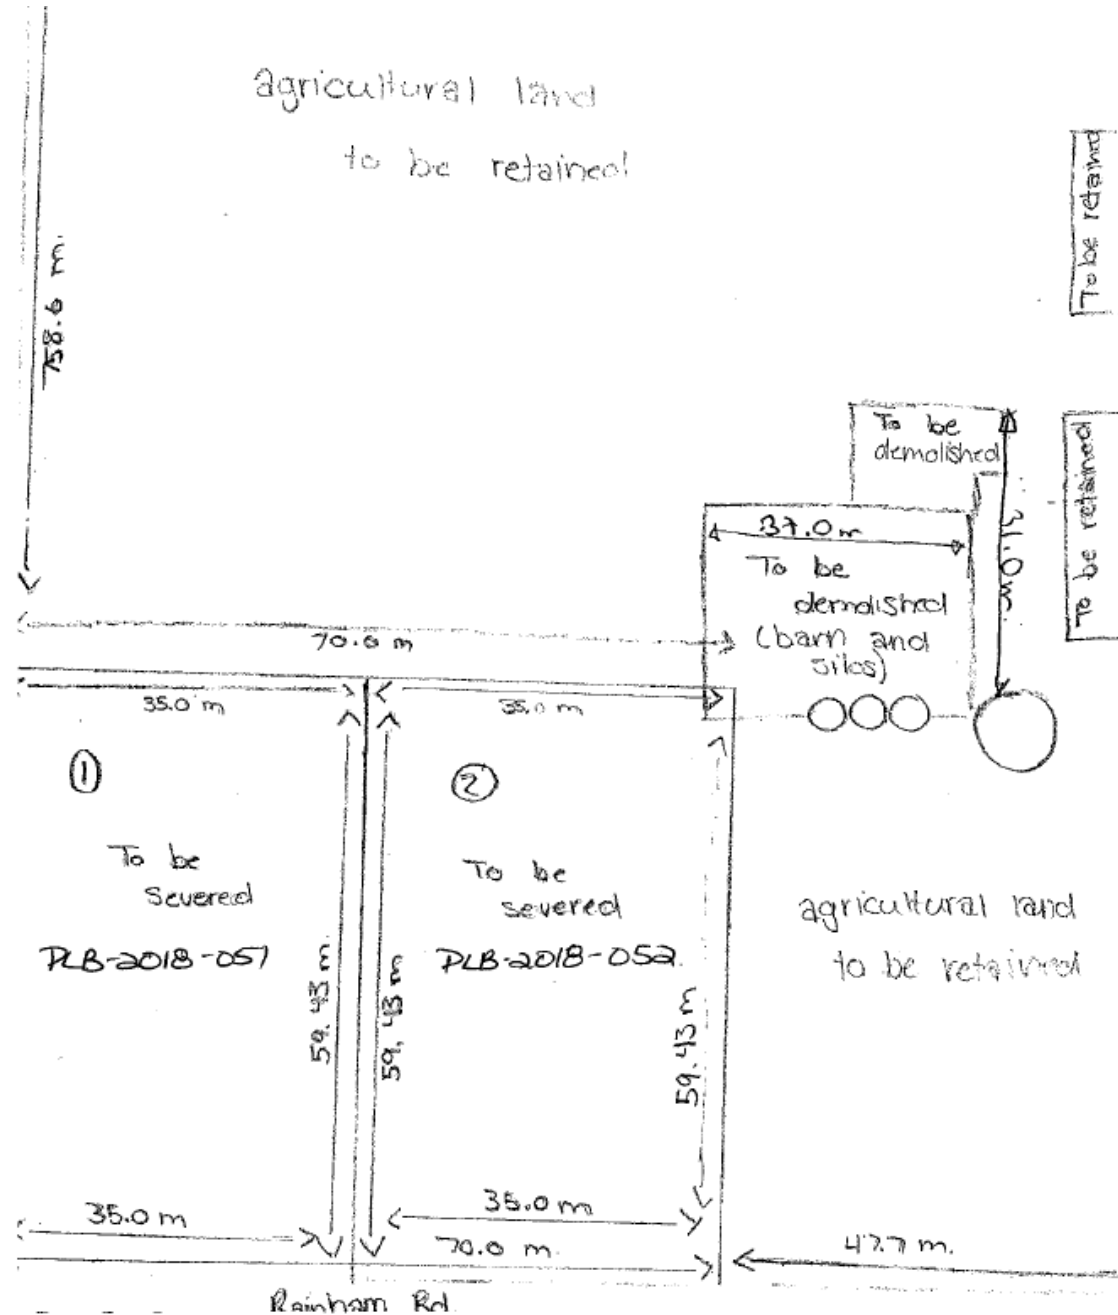 agricultural land
to be retained
To be retained
758.6 m.
To be
demolished
To be retained
31.0 m.
37.0 m
To be
demolished
(barn and
silos)
70.0 m
35.0 m
35.0 m
1
2
To be
severed
PLB-2018-051
To be
severed
PLB-2018-052
agricultural land
to be retained
59.43 m
59.43 m
59.43 m
35.0 m
35.0 m
70.0 m.
47.7 m.
Rainham Rd.